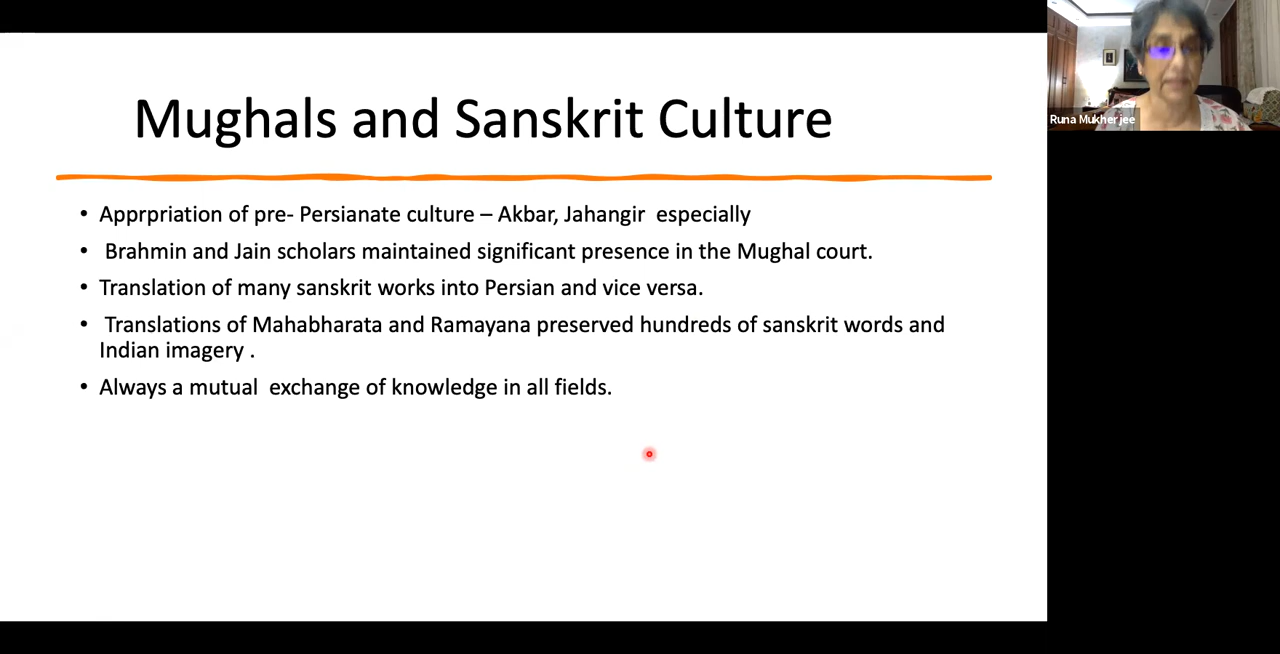 Mughals and Sanskrit Culture
• Apprpriation of pre- Persianate culture – Akbar, Jahangir especially
• Brahmin and Jain scholars maintained significant presence in the Mughal court.
• Translation of many sanskrit works into Persian and vice versa.
• Translations of Mahabharata and Ramayana preserved hundreds of sanskrit words and
Indian imagery .
• Always a mutual exchange of knowledge in all fields.
Runa Mukherjee